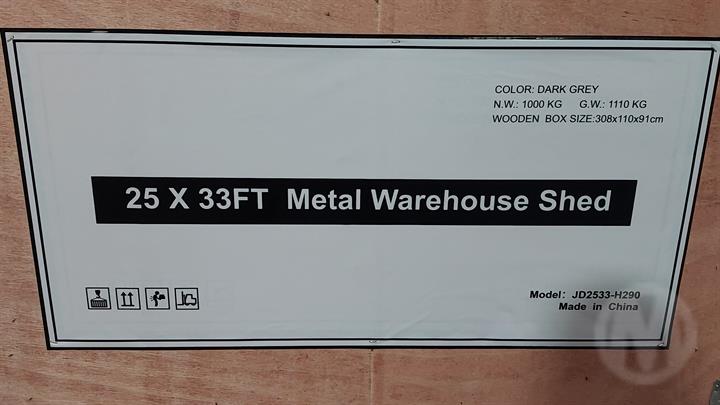 COLOR: DARK GREY
N.W.: 1000 KG G.W.: 1110 KG
WOODEN BOX SIZE:308x110x91cm
25 X 33FT Metal Warehouse Shed
Model: JD2533-H290
Made in China
M